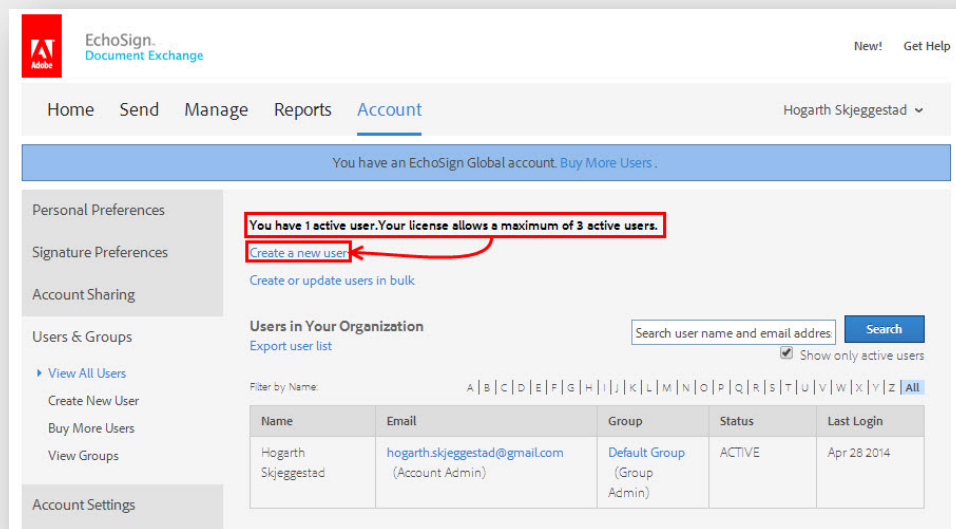 Adobe
EchoSign.
Document Exchange
New! Get Help
Home Send Manage Reports Account
Hogarth Skjeggestad
You have an EchoSign Global account. Buy More Users .
Personal Preferences
Signature Preferences
Account Sharing
Users & Groups
View All Users
Create New User
Buy More Users
View Groups
Account Settings
You have 1 active user.Your license allows a maximum of 3 active users.
Create a new user
Create or update users in bulk
Users in Your Organization
Export user list
Search user name and email addres
Search
Show only active users
Filter by Name: A|B|C|D|E|F|G|H|I|J|K|L|M|N|O|P|Q|R|S|T|U|V|W|X|Y|Z|All
Name Email Group Status Last Login
Hogarth hogarth.skjeggestad@gmail.com Default Group ACTIVE Apr 28 2014
Skjeggestad (Account Admin) (Group
Admin)